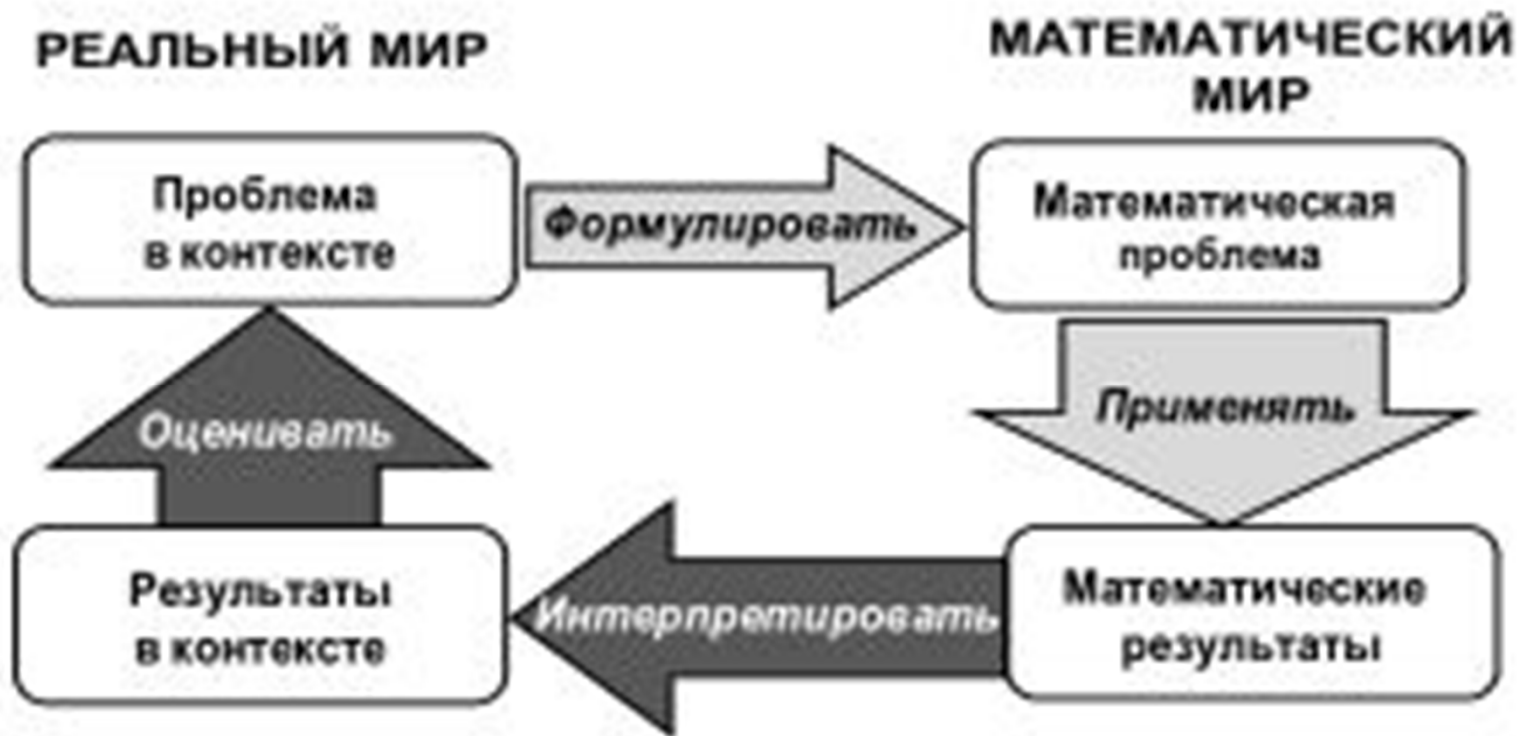 РЕАЛЬНЫЙ МИР
МАТЕМАТИЧЕСКИЙ
МИР
Проблема
в контексте
Формулировать
Математическая
проблема
Оценивать
Применять
Результаты
в контексте
Интерпретировать
Математические
результаты